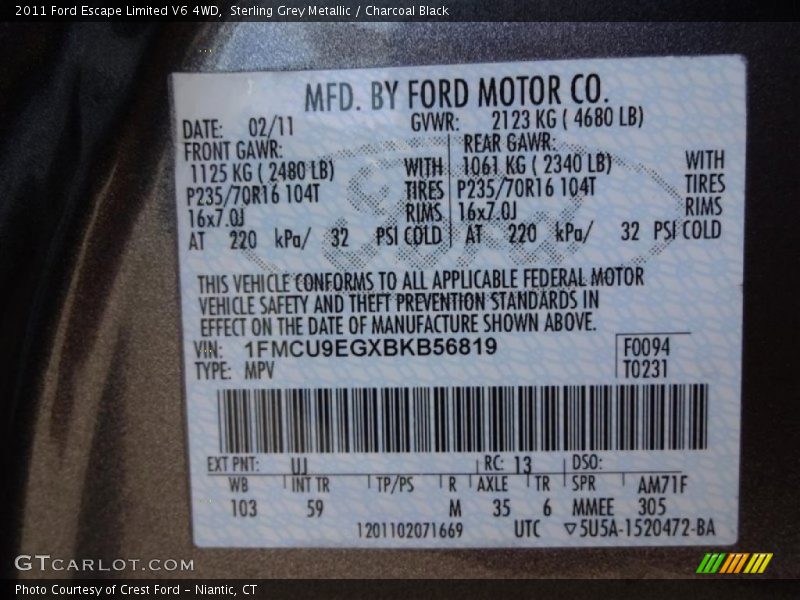 2011 Ford Escape Limited V6 4WD, Sterling Grey Metallic / Charcoal Black
MFD. BY FORD MOTOR CO.
DATE: 02/11 GVWR: 2123 KG ( 4680 LB)
FRONT GAWR: REAR GAWR:
1125 KG ( 2480 LB) WITH 1061 KG ( 2340 LB) WITH
P235/70R16 104T TIRES P235/70R16 104T TIRES
16x7.0J RIMS 16x7.0J RIMS
AT 220 kPa/ 32 PSI COLD AT 220 kPa/ 32 PSI COLD
THIS VEHICLE CONFORMS TO ALL APPLICABLE FEDERAL MOTOR
VEHICLE SAFETY AND THEFT PREVENTION STANDARDS IN
EFFECT ON THE DATE OF MANUFACTURE SHOWN ABOVE.
VIN: 1FMCU9EGXBKB56819 F0094
TYPE: MPV T0231
EXT PNT: UJ RC: 13 DSO:
WB INT TR TP/PS R AXLE TR SPR AM71F
103 59 M 35 6 MMEE 305
1201102071669 UTC ▽5U5A-1520472-BA
GTCARLOT.COM
Photo Courtesy of Crest Ford - Niantic, CT